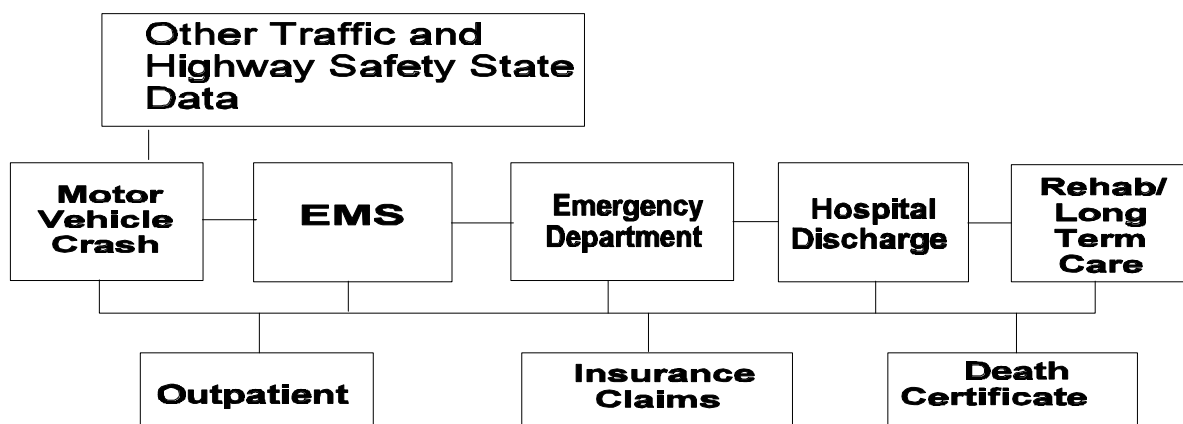 Other Traffic and
Highway Safety State
Data
Motor
Vehicle
Crash
EMS
Emergency
Department
Hospital
Discharge
Rehab/
Long
Term
Care
Outpatient
Insurance
Claims
Death
Certificate